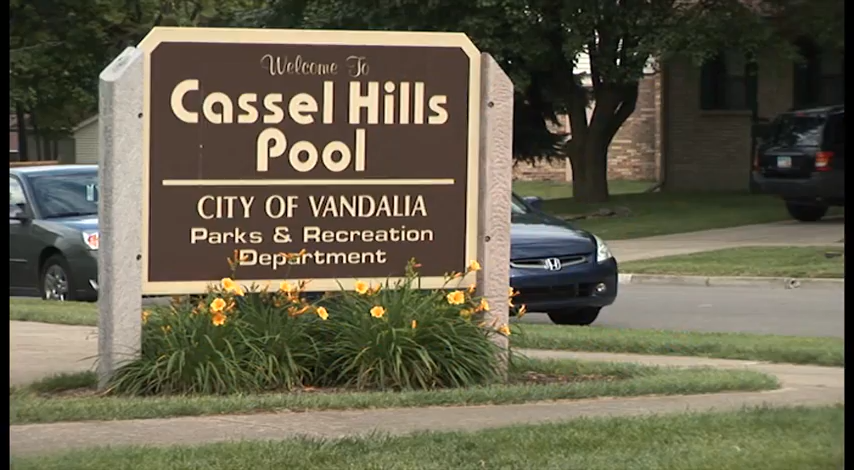 Welcome To
Cassel Hills
Pool
CITY OF VANDALIA
Parks & Recreation
Department